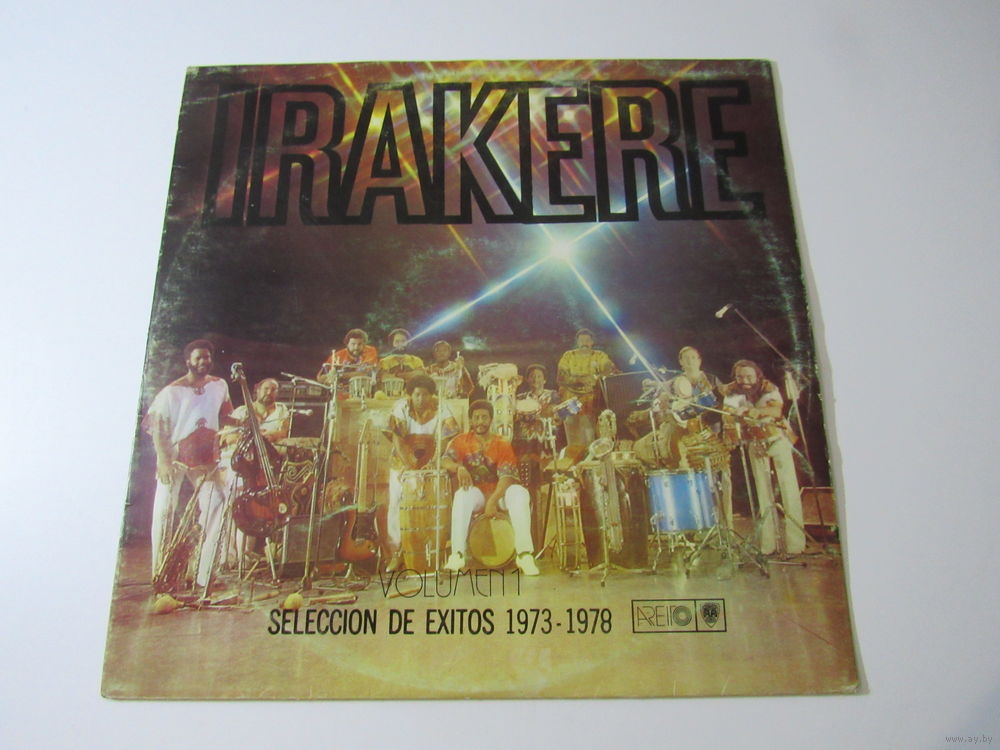 IRAKERE
VOLUMEN 1
SELECCION DE EXITOS 1973-1978
AREITO
www.ay.by